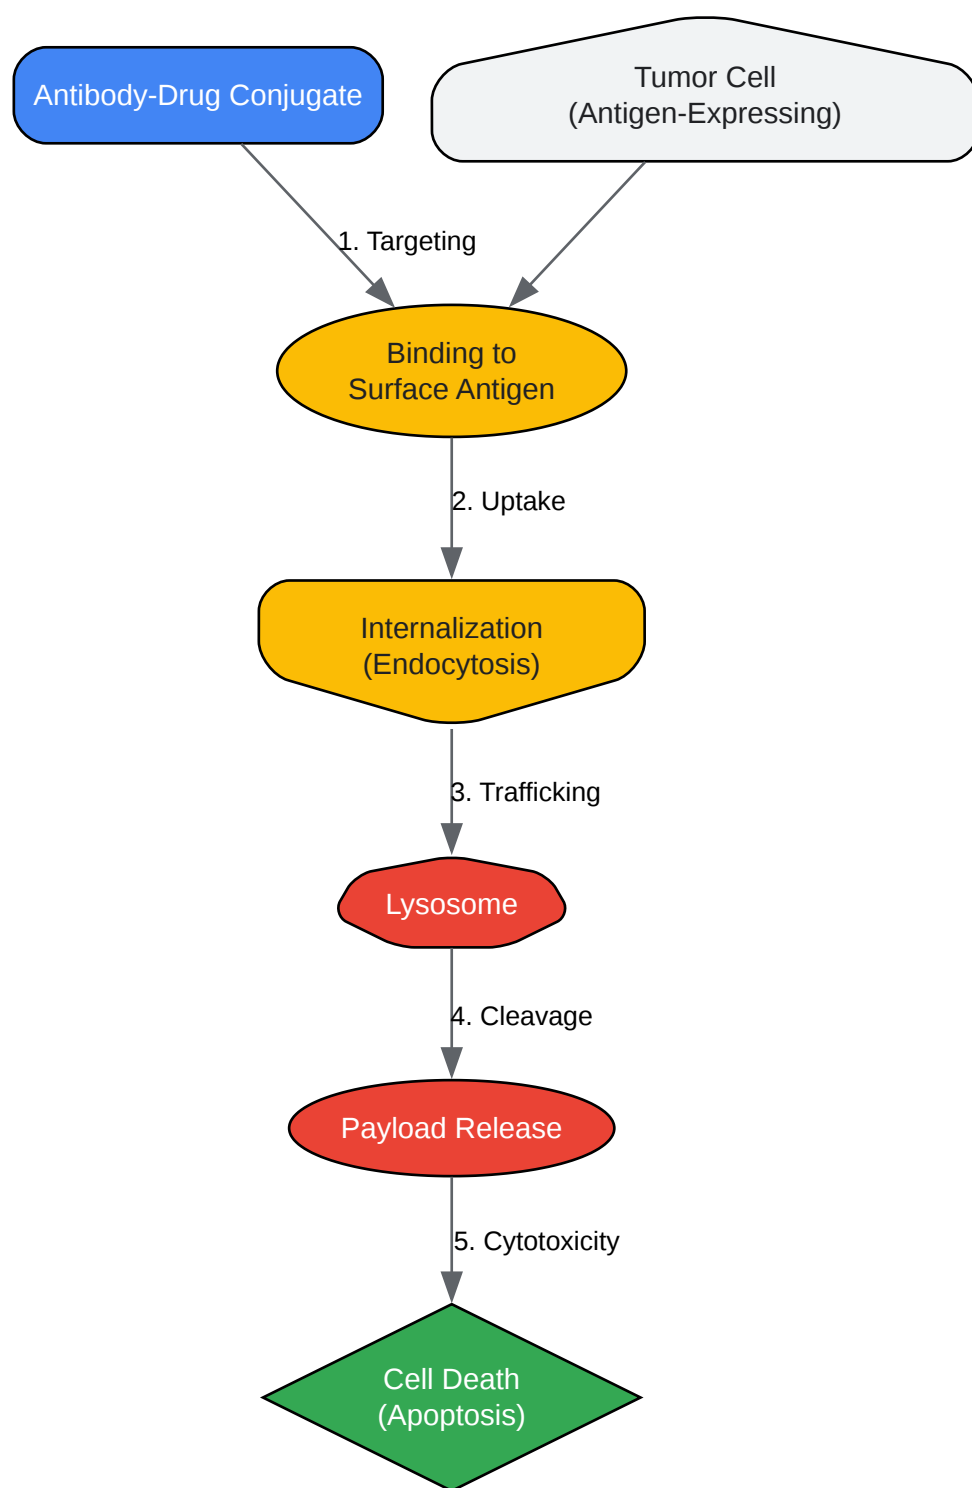 Antibody-Drug Conjugate
Tumor Cell
(Antigen-Expressing)
1. Targeting
Binding to
Surface Antigen
2. Uptake
Internalization
(Endocytosis)
3. Trafficking
Lysosome
4. Cleavage
Payload Release
5. Cytotoxicity
Cell Death
(Apoptosis)